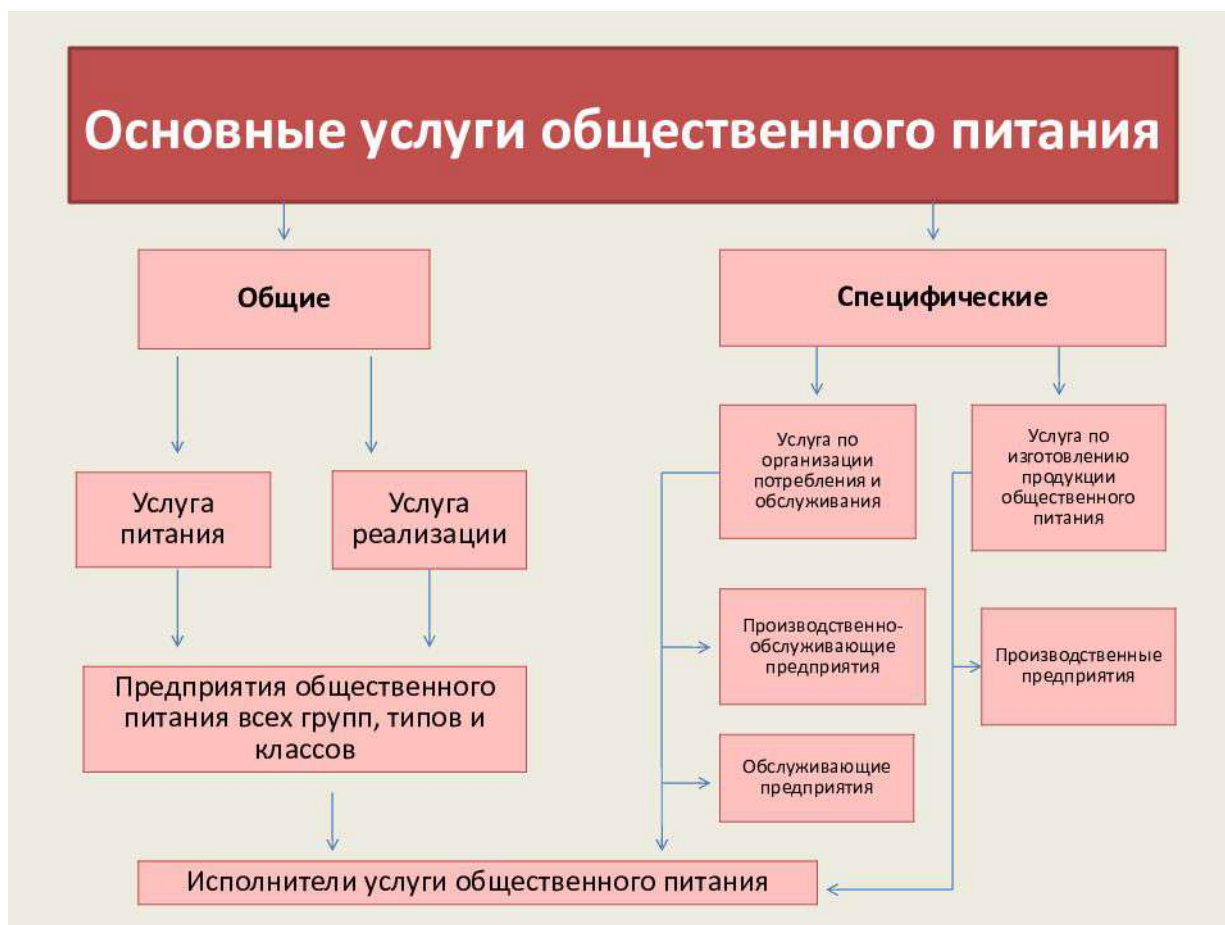 Основные услуги общественного питания
Общие
Специфические
Услуга
питания
Услуга
реализации
Услуга по
организации
потребления и
обслуживания
Услуга по
изготовлению
продукции
общественного
питания
Производственно-
обслуживающие
предприятия
Производственные
предприятия
Предприятия общественного
питания всех групп, типов и
классов
Обслуживающие
предприятия
Исполнители услуги общественного питания